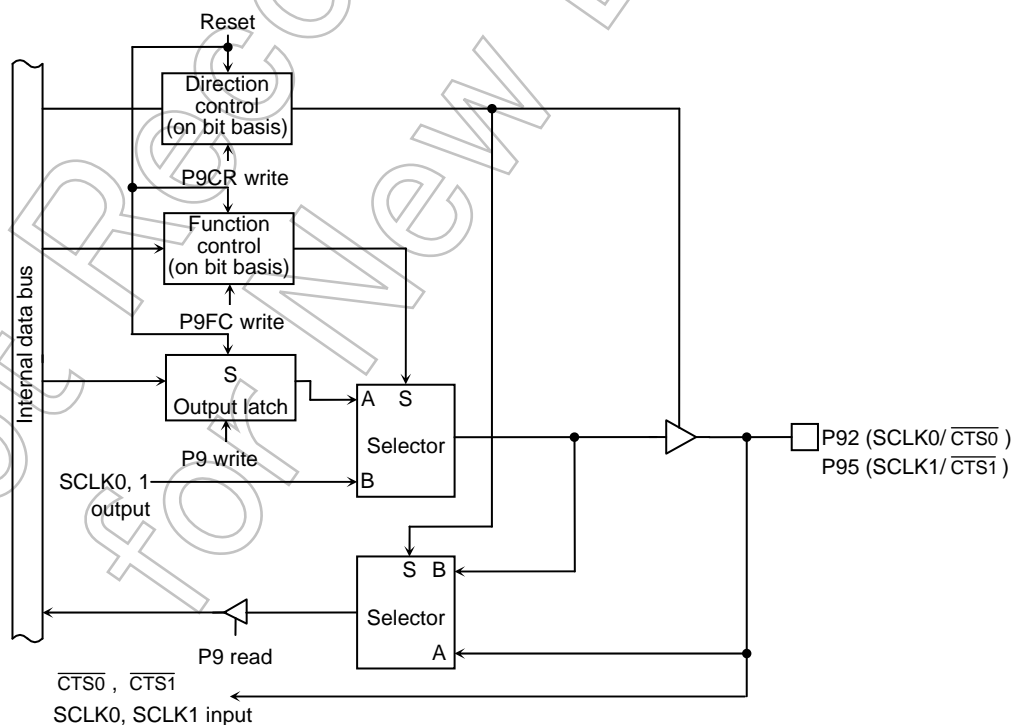 Reset
Direction
control
(on bit basis)
P9CR write
Function
control
(on bit basis)
P9FC write
Internal data bus
S
Output latch
A S
Selector
B
P9 write
SCLK0, 1
output
P92 (SCLK0/ CTS0 )
P95 (SCLK1/ CTS1 )
S B
Selector
A
P9 read
CTS0 , CTS1
SCLK0, SCLK1 input
for New